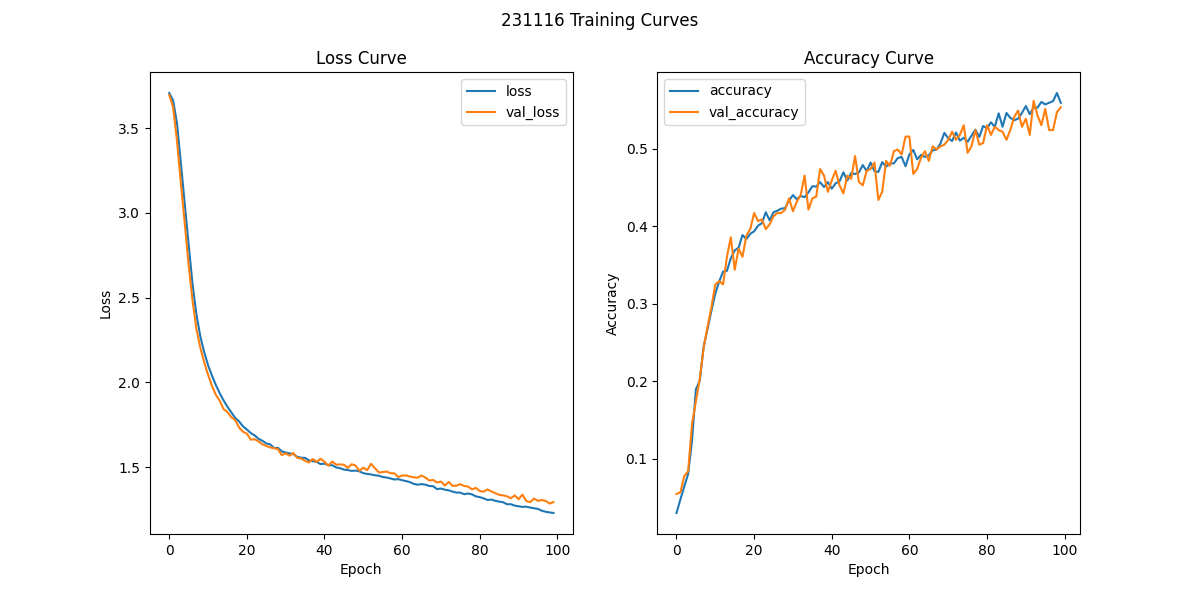 231116 Training Curves
Loss Curve
loss
val_loss
3.5
3.0
2.5
2.0
1.5
Loss
0
20
40
60
80
100
Epoch
Accuracy Curve
accuracy
val_accuracy
0.5
0.4
0.3
0.2
0.1
Accuracy
0
20
40
60
80
100
Epoch